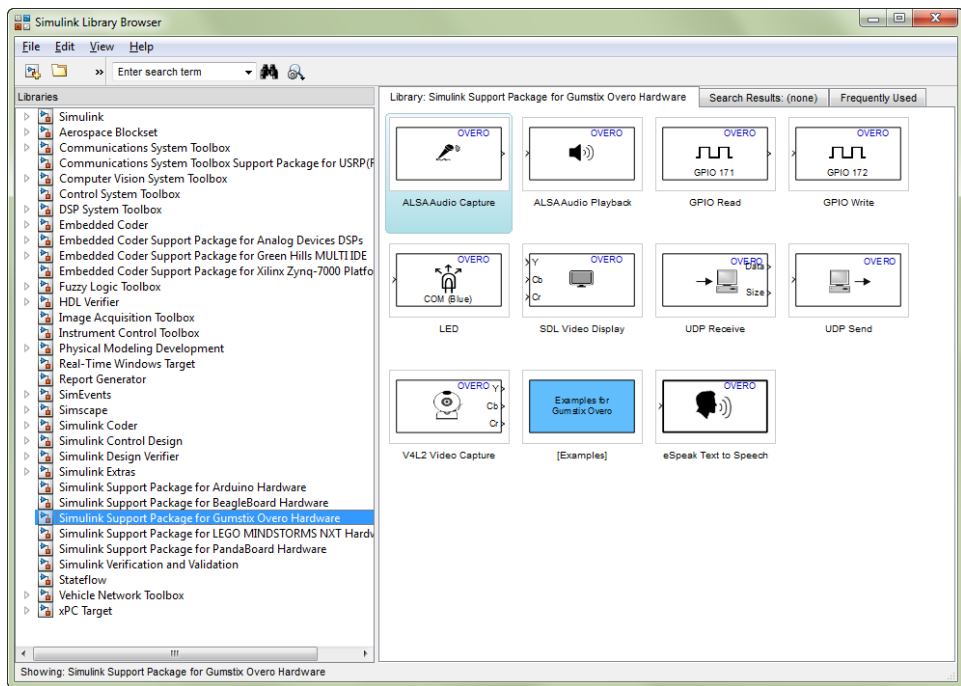 Simulink Library Browser
File Edit View Help
» Enter search term
Libraries
Simulink
Aerospace Blockset
Communications System Toolbox
Communications System Toolbox Support Package for USRP(R
Computer Vision System Toolbox
Control System Toolbox
DSP System Toolbox
Embedded Coder
Embedded Coder Support Package for Analog Devices DSPs
Embedded Coder Support Package for Green Hills MULTI IDE
Embedded Coder Support Package for Xilinx Zynq-7000 Platfo
Fuzzy Logic Toolbox
HDL Verifier
Image Acquisition Toolbox
Instrument Control Toolbox
Physical Modeling Development
Real-Time Windows Target
Report Generator
SimEvents
Simscape
Simulink Coder
Simulink Control Design
Simulink Design Verifier
Simulink Extras
Simulink Support Package for Arduino Hardware
Simulink Support Package for BeagleBoard Hardware
Simulink Support Package for Gumstix Overo Hardware
Simulink Support Package for LEGO MINDSTORMS NXT Hardw
Simulink Support Package for PandaBoard Hardware
Simulink Verification and Validation
Stateflow
Vehicle Network Toolbox
xPC Target
Library: Simulink Support Package for Gumstix Overo Hardware Search Results: (none) Frequently Used
OVERO OVERO OVERO OVERO
GPIO 171 GPIO 172
ALSA Audio Capture ALSA Audio Playback GPIO Read GPIO Write
OVERO Y OVERO OVERO Data OVERO
Cb
COM (Blue) Cr Size
LED SDL Video Display UDP Receive UDP Send
OVERO Y Examples for OVERO
Cb Gumstix Overo
Cr
V4L2 Video Capture [Examples] eSpeak Text to Speech
Showing: Simulink Support Package for Gumstix Overo Hardware